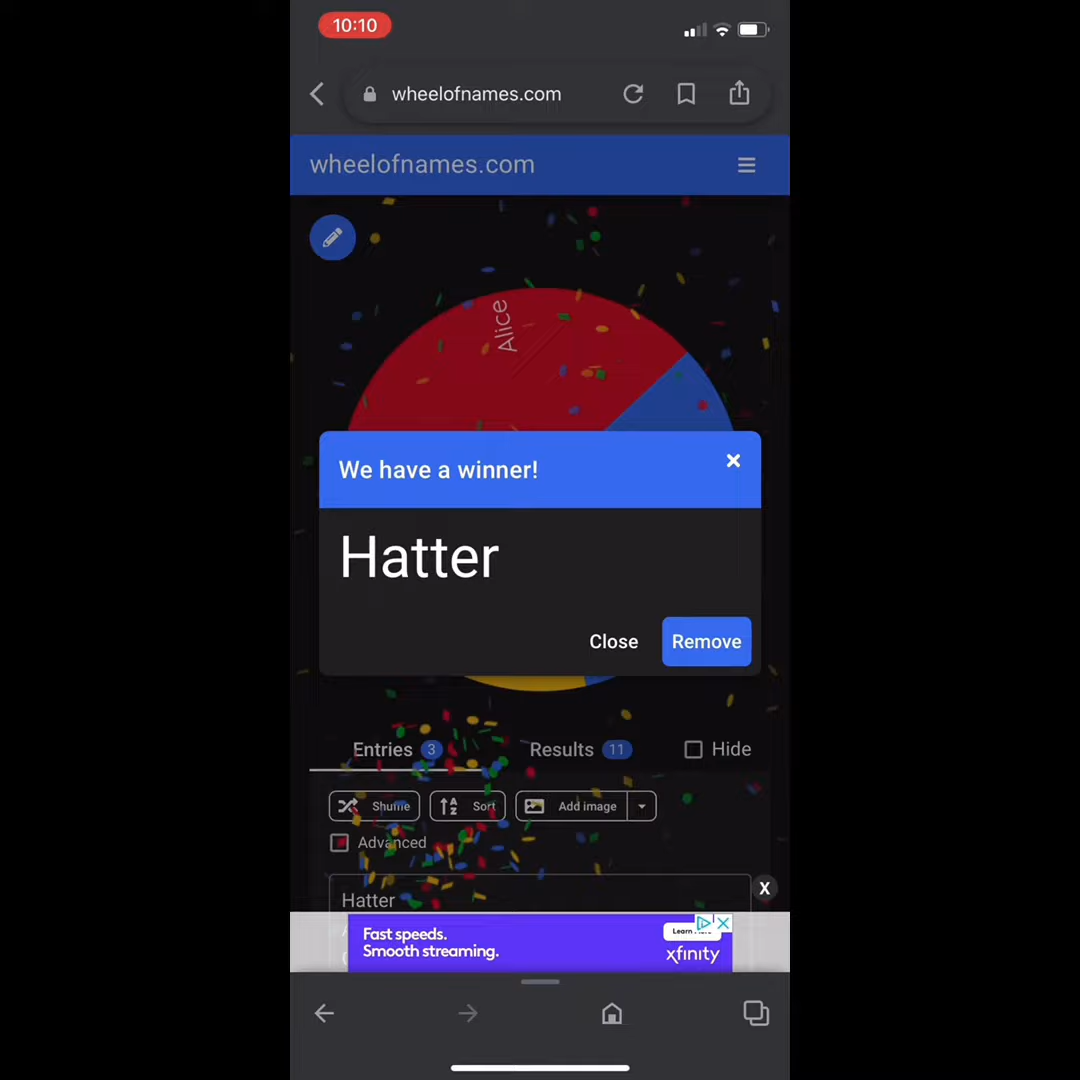 10:10
wheelofnames.com
wheelofnames.com
Alice
We have a winner!
Hatter
Close Remove
Entries 3 Results 11 Hide
Shuffle Sort Add image
Advanced
Hatter
X
Fast speeds.
Smooth streaming.
Learn
xfinity